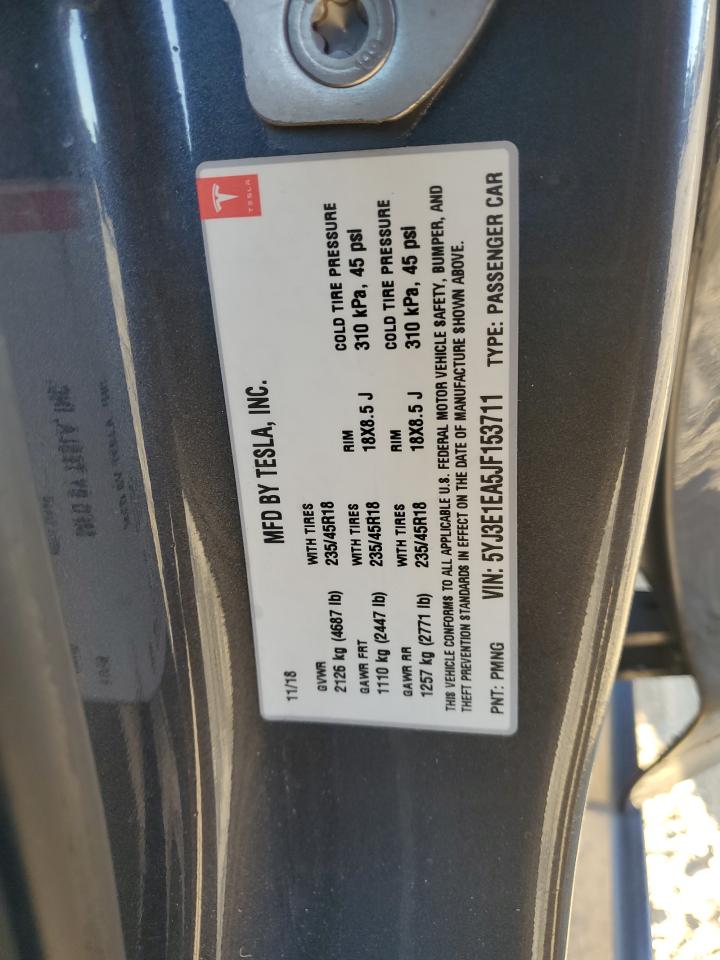 TESLA
MFD BY TESLA, INC.
11/18
GVWR
2126 kg (4687 lb) WITH TIRES 235/45R18 COLD TIRE PRESSURE
GAWR FRT WITH TIRES RIM 310 kPa, 45 psi
1110 kg (2447 lb) 235/45R18 18X8.5 J COLD TIRE PRESSURE
GAWR RR WITH TIRES RIM 310 kPa, 45 psi
1257 kg (2771 lb) 235/45R18 18X8.5 J
THIS VEHICLE CONFORMS TO ALL APPLICABLE U.S. FEDERAL MOTOR VEHICLE SAFETY, BUMPER, AND
THEFT PREVENTION STANDARDS IN EFFECT ON THE DATE OF MANUFACTURE SHOWN ABOVE.
PNT: PMNG VIN: 5YJ3E1EA5JF153711 TYPE: PASSENGER CAR